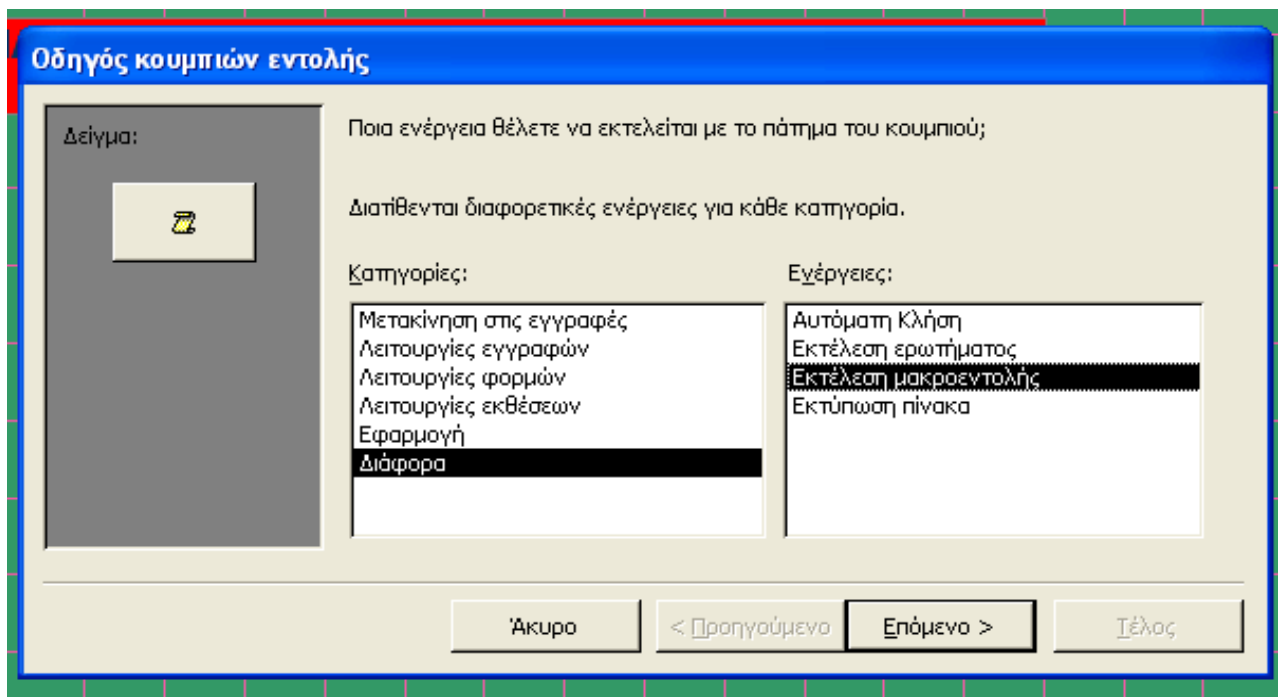 Οδηγός κουμπιών εντολής
Δείγμα:
Ποια ενέργεια θέλετε να εκτελείται με το πάτημα του κουμπιού;
Διατίθενται διαφορετικές ενέργειες για κάθε κατηγορία.
Κατηγορίες:
Μετακίνηση στις εγγραφές
Λειτουργίες εγγραφών
Λειτουργίες φορμών
Λειτουργίες εκθέσεων
Εφαρμογή
Διάφορα
Ενέργειες:
Αυτόματη Κλήση
Εκτέλεση ερωτήματος
Εκτέλεση μακροεντολής
Εκτύπωση πίνακα
Άκυρο
< Προηγούμενο
Επόμενο >
Τέλος